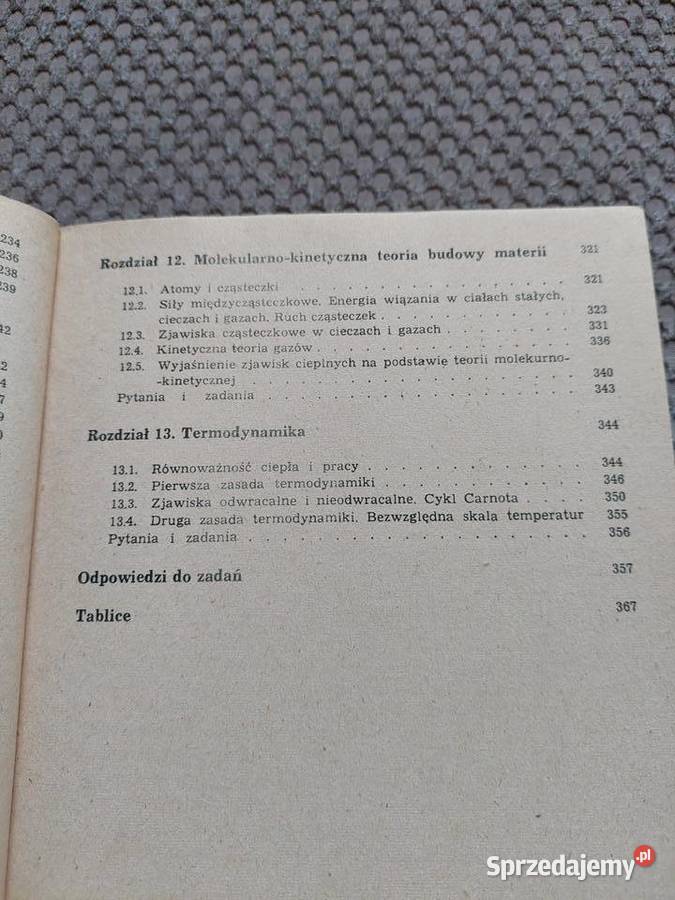 234
236
238
239
Rozdział 12. Molekularno-kinetyczna teoria budowy materii 321
12.1. Atomy i cząsteczki . . . . . . . . . . . . . . . 321
12.2. Siły międzycząsteczkowe. Energia wiązania w ciałach stałych,
cieczach i gazach. Ruch cząsteczek . . . . . . . . . . . 323
12.3. Zjawiska cząsteczkowe w cieczach i gazach . . . . . . . . 331
12.4. Kinetyczna teoria gazów . . . . . . . . . . . . . . 336
12.5. Wyjaśnienie zjawisk cieplnych na podstawie teorii molekurno-
-kinetycznej . . . . . . . . . . . . . . . . . . 340
Pytania i zadania . . . . . . . . . . . . . . . . . 343
Rozdział 13. Termodynamika 344
13.1. Równoważność ciepła i pracy . . . . . . . . . . . . 344
13.2. Pierwsza zasada termodynamiki . . . . . . . . . . . 346
13.3. Zjawiska odwracalne i nieodwracalne. Cykl Carnota . . . . 350
13.4. Druga zasada termodynamiki. Bezwzględna skala temperatur 355
Pytania i zadania . . . . . . . . . . . . . . . . . 356
Odpowiedzi do zadań 357
Tablice 367
Sprzedajemy.pl